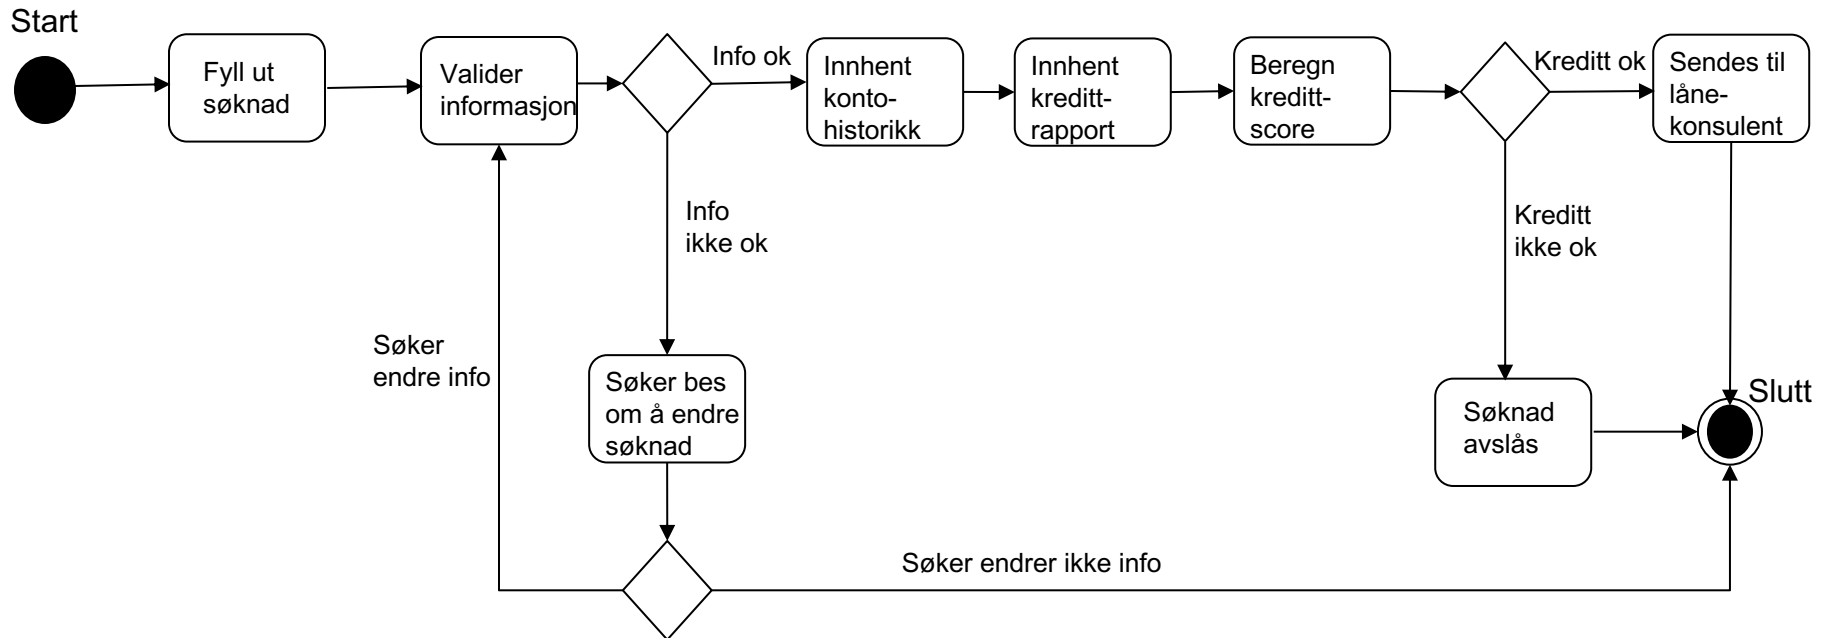 Start
Fyll ut
søknad
Valider
informasjon
Info ok
Innhent
konto-
historikk
Innhent
kreditt-
rapport
Beregn
kreditt-
score
Kreditt ok
Sendes til
låne-
konsulent
Info
ikke ok
Kreditt
ikke ok
Søker
endre info
Søker bes
om å endre
søknad
Søknad
avslås
Slutt
Søker endrer ikke info